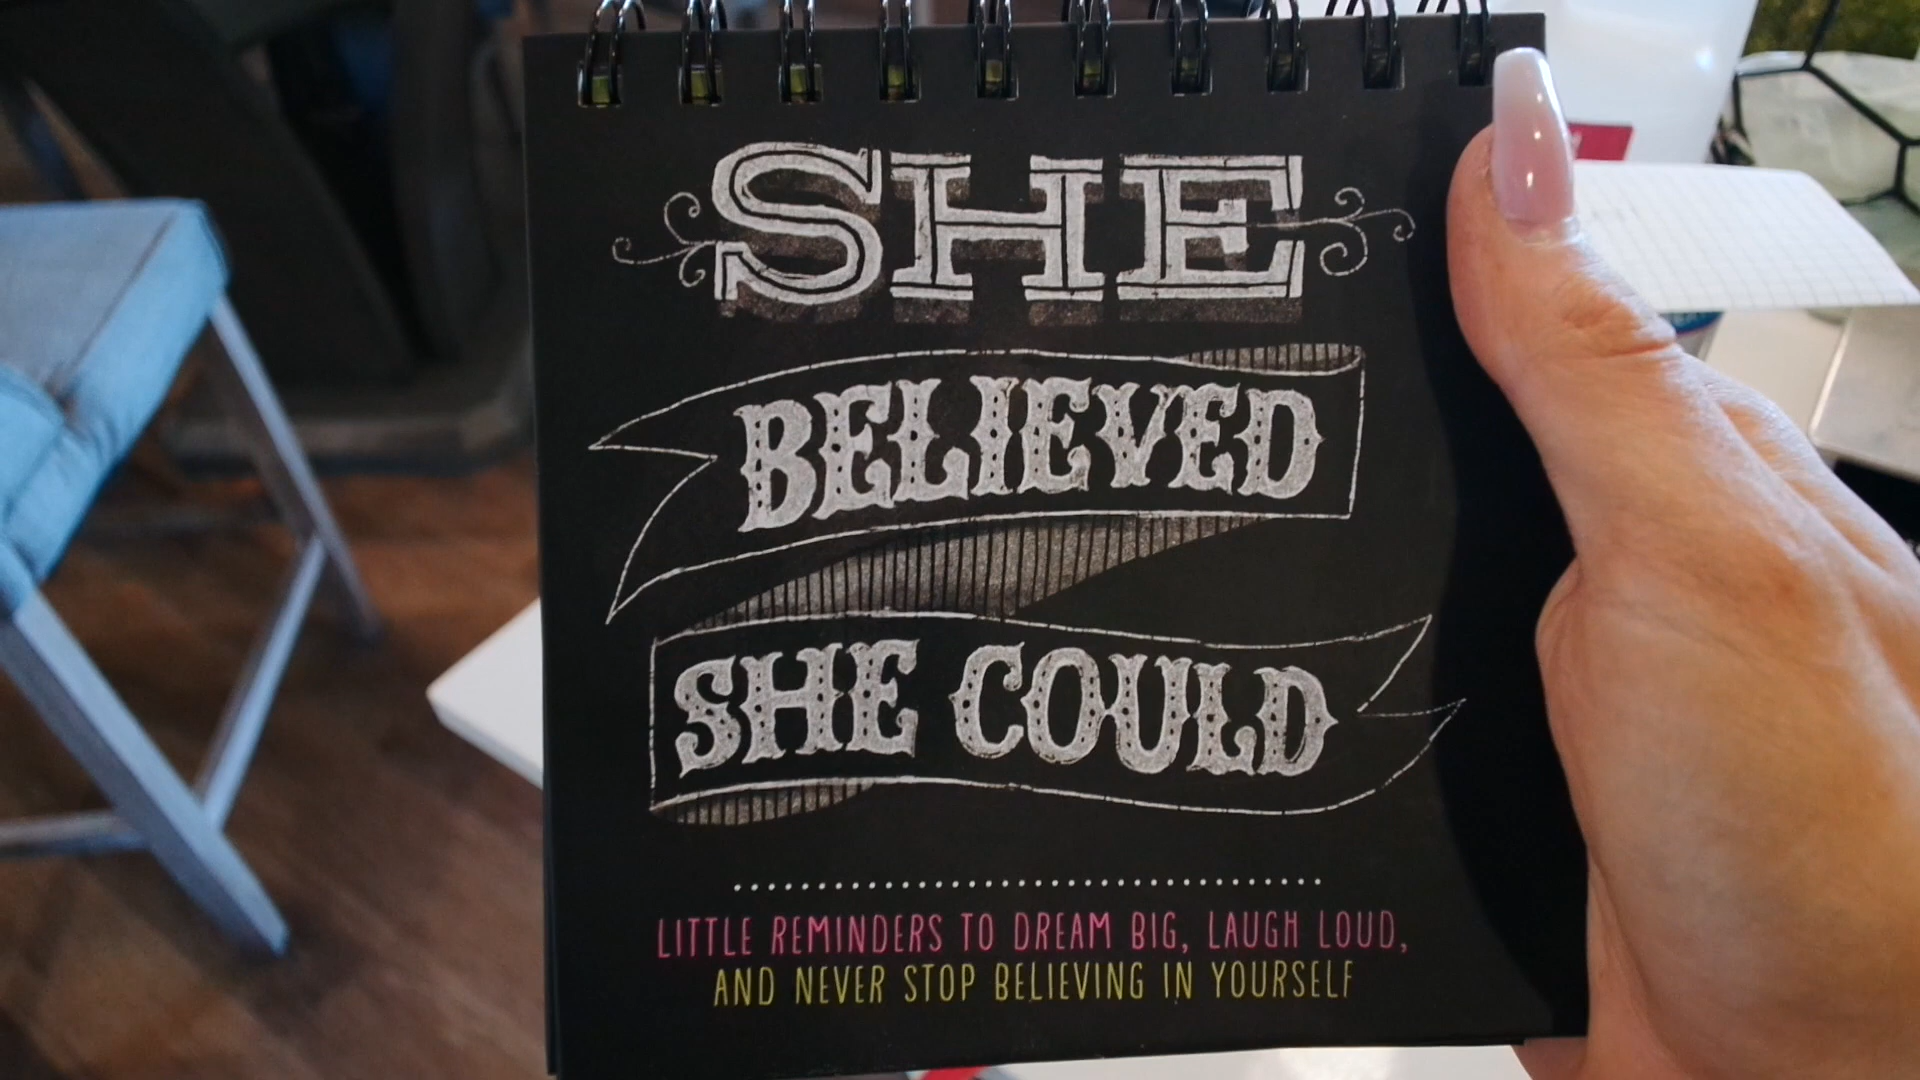 SHE
BELIEVED
SHE COULD
LITTLE REMINDERS TO DREAM BIG, LAUGH LOUD,
AND NEVER STOP BELIEVING IN YOURSELF